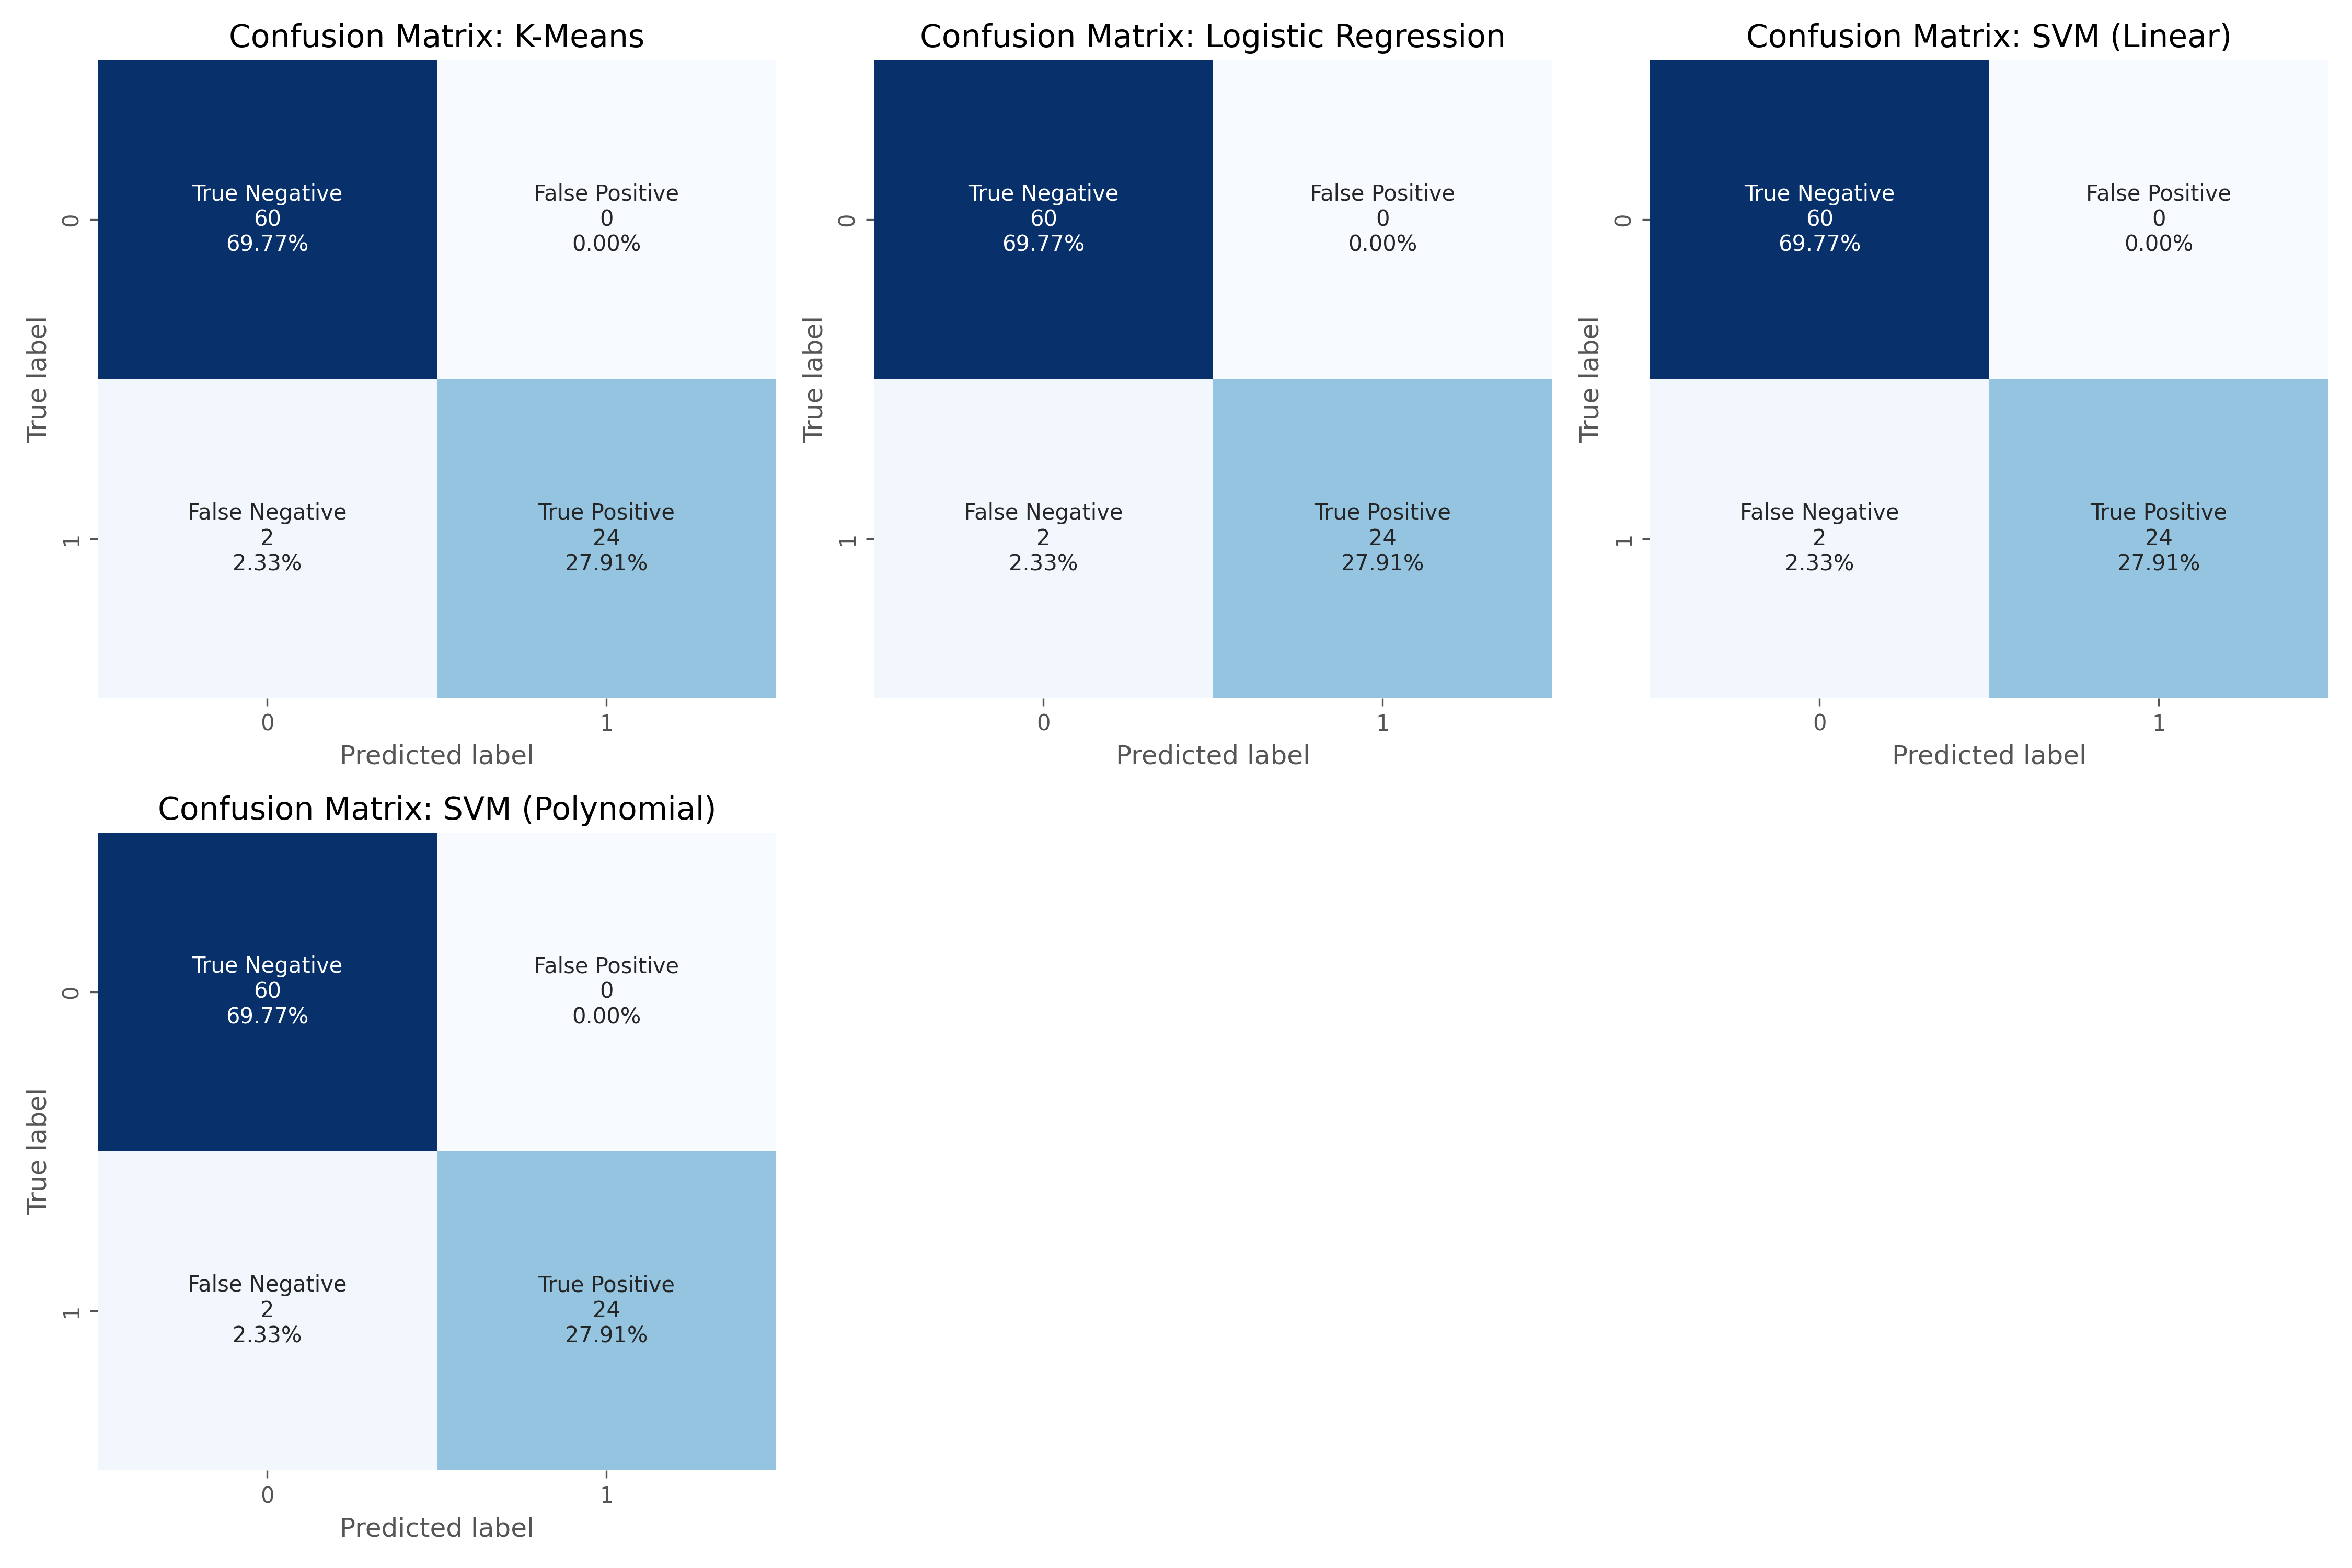 Confusion Matrix: K-Means
True label
0
True Negative
60
69.77%
False Positive
0
0.00%
1
False Negative
2
2.33%
True Positive
24
27.91%
0
1
Predicted label
Confusion Matrix: Logistic Regression
True label
0
True Negative
60
69.77%
False Positive
0
0.00%
1
False Negative
2
2.33%
True Positive
24
27.91%
0
1
Predicted label
Confusion Matrix: SVM (Linear)
True label
0
True Negative
60
69.77%
False Positive
0
0.00%
1
False Negative
2
2.33%
True Positive
24
27.91%
0
1
Predicted label
Confusion Matrix: SVM (Polynomial)
True label
0
True Negative
60
69.77%
False Positive
0
0.00%
1
False Negative
2
2.33%
True Positive
24
27.91%
0
1
Predicted label